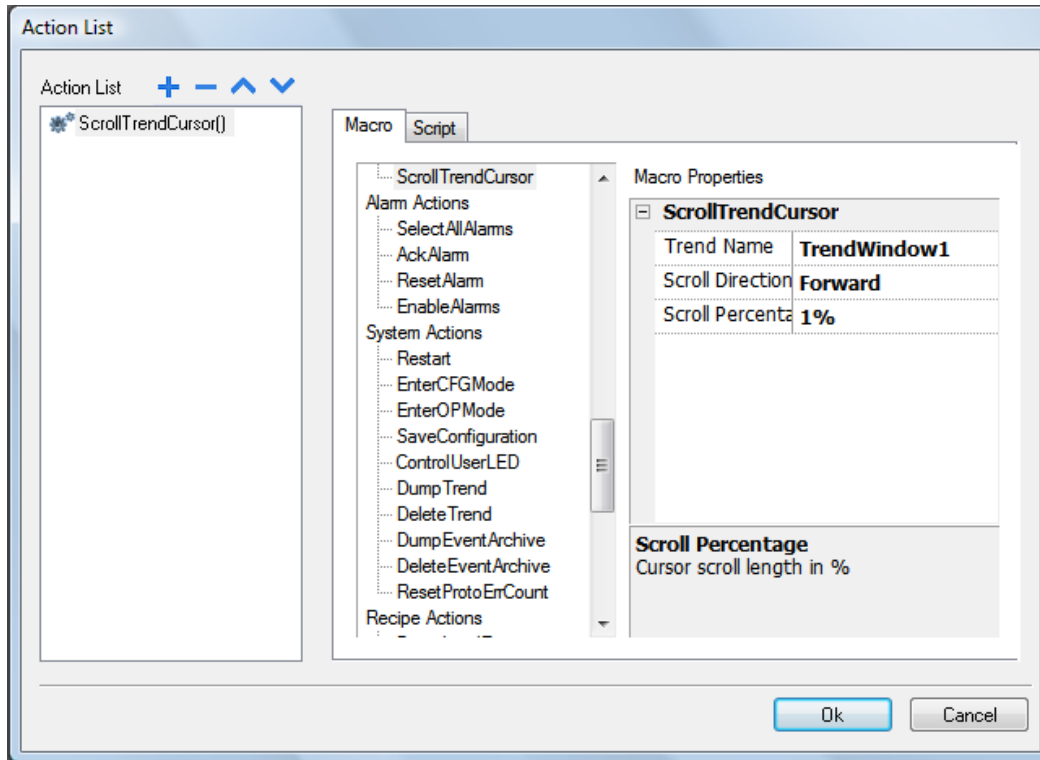 Action List
Action List
ScrollTrendCursor()
Macro
Script
ScrollTrendCursor
Alarm Actions
SelectAllAlarms
AckAlarm
ResetAlarm
EnableAlarms
System Actions
Restart
EnterCFGMode
EnterOPMode
SaveConfiguration
ControlUserLED
DumpTrend
DeleteTrend
DumpEventArchive
DeleteEventArchive
ResetProtoErrCount
Recipe Actions
Macro Properties
ScrollTrendCursor
Trend Name TrendWindow1
Scroll Direction Forward
Scroll Percenta 1%
Scroll Percentage
Cursor scroll length in %
Ok
Cancel